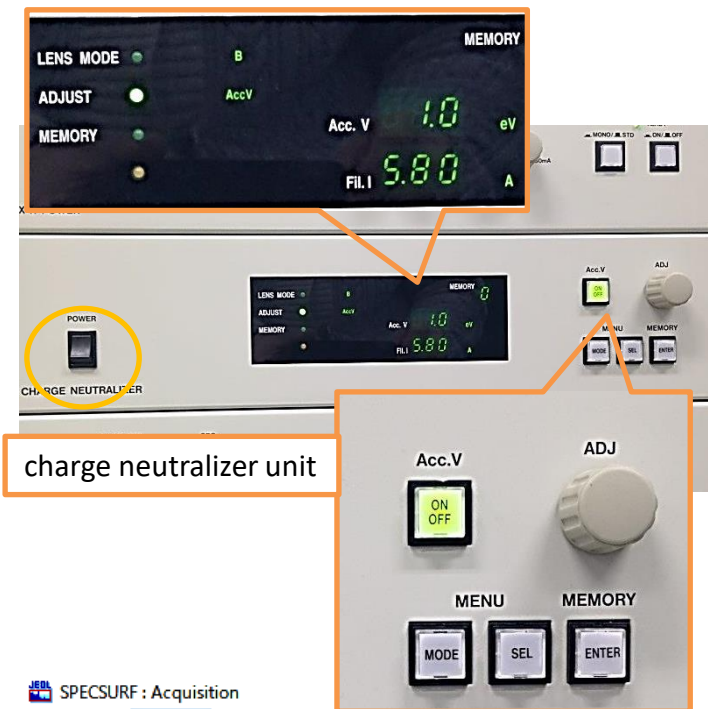 LENS MODE B MEMORY
ADJUST AccV
MEMORY Acc. V 1.0 eV
Fil. I 5.80 A
MONO/ STD ON/ OFF
POWER
LENS MODE B MEMORY 0
ADJUST AccV
MEMORY Acc. V 1.0 eV
Fil. I 5.80 A
Acc.V ADJ
ON
OFF
MENU MEMORY
MODE SEL ENTER
POWER
CHARGE NEUTRALIZER
charge neutralizer unit
Acc.V ADJ
ON
OFF
MENU MEMORY
MODE SEL ENTER
JEOL SPECSURF : Acquisition